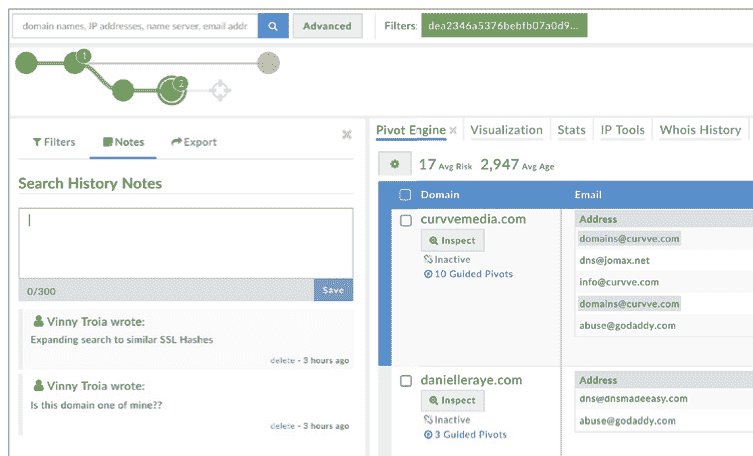 domain names, IP addresses, name server, email addr
Advanced
Filters:
dea2346a5376bebfb07a0d9...
1
2
Filters
Notes
Export
Search History Notes
0/300
Save
Vinny Troia wrote:
Expanding search to similar SSL Hashes
delete - 3 hours ago
Vinny Troia wrote:
Is this domain one of mine??
delete - 3 hours ago
Pivot Engine
Visualization
Stats
IP Tools
Whois History
17 Avg Risk 2,947 Avg Age
Domain
Email
curvvemedia.com
Inspect
Inactive
10 Guided Pivots
Address
domains@curvve.com
dns@jomax.net
info@curvve.com
domains@curvve.com
abuse@godaddy.com
danielleraye.com
Inspect
Inactive
3 Guided Pivots
Address
dns@dnsmadeeasy.com
abuse@godaddy.com